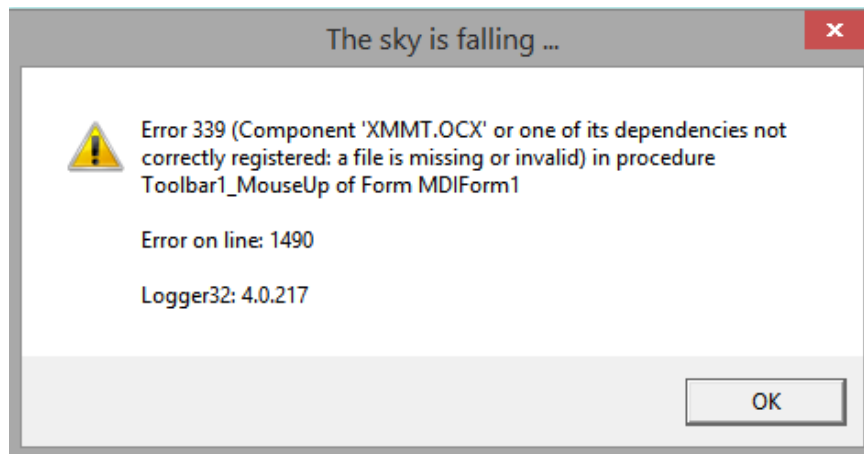 The sky is falling ...
x
Error 339 (Component 'XMMT.OCX' or one of its dependencies not
correctly registered: a file is missing or invalid) in procedure
Toolbar1_MouseUp of Form MDIForm1
Error on line: 1490
Logger32: 4.0.217
OK